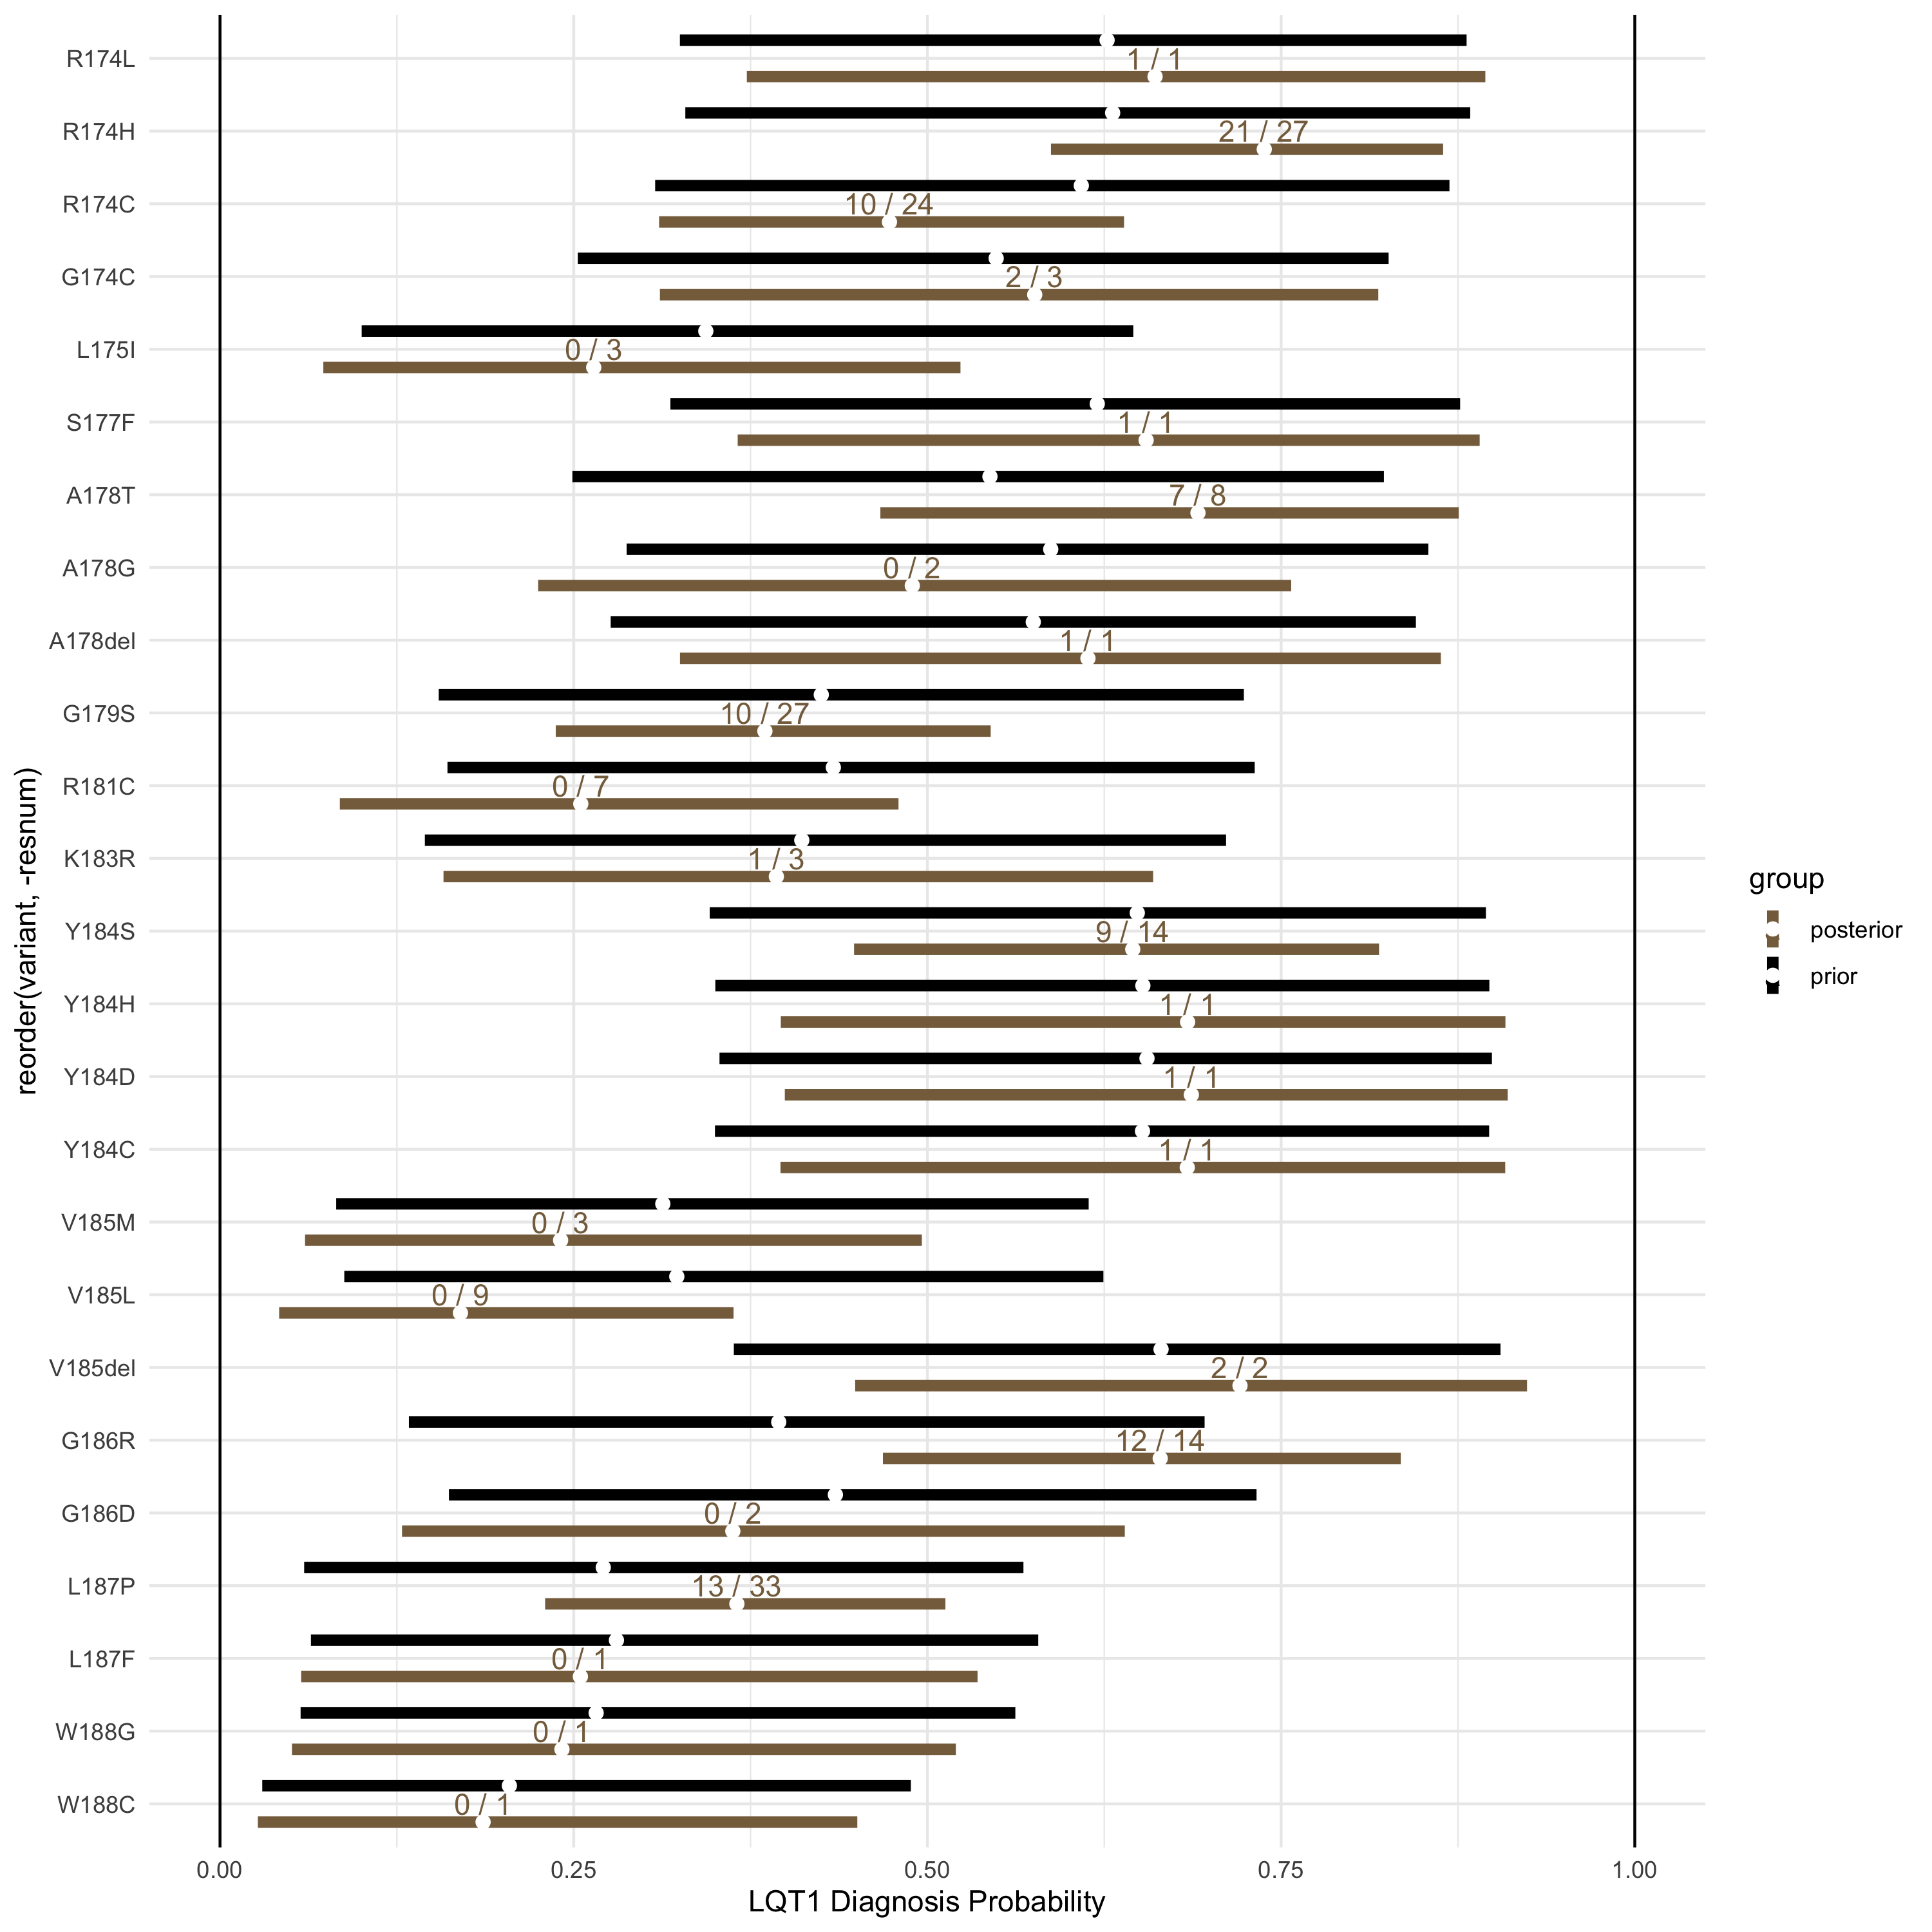 R174L
1 / 1
R174H
21 / 27
R174C
10 / 24
G174C
2 / 3
L175I
0 / 3
S177F
1 / 1
A178T
7 / 8
A178G
0 / 2
A178del
1 / 1
G179S
10 / 27
R181C
0 / 7
K183R
1 / 3
Y184S
9 / 14
Y184H
1 / 1
Y184D
1 / 1
Y184C
1 / 1
V185M
0 / 3
V185L
0 / 9
V185del
2 / 2
G186R
12 / 14
G186D
0 / 2
L187P
13 / 33
L187F
0 / 1
W188G
0 / 1
W188C
0 / 1
reorder(variant, -resnum)
0.00 0.25 0.50 0.75 1.00
LQT1 Diagnosis Probability
group
posterior
prior